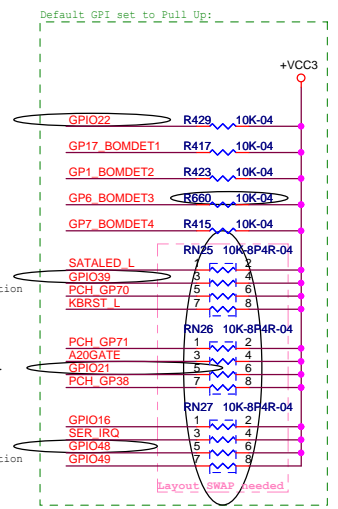 Default GPI set to Pull Up:
+VCC3
GPIO22 R429 10K-04
GP17_BOMDET1 R417 10K-04
GP1_BOMDET2 R423 10K-04
GP6_BOMDET3 R660 10K-04
GP7_BOMDET4 R415 10K-04
RN25 10K-8P4R-04
SATALED_L 1 2
GPIO39 3 4
PCH_GP70 5 6
KBRST_L 7 8
RN26 10K-8P4R-04
PCH_GP71 1 2
A20GATE 3 4
GPIO21 5 6
PCH_GP38 7 8
RN27 10K-8P4R-04
GPIO16 1 2
SER_IRQ 3 4
GPIO48 5 6
GPIO49 7 8
Layout SWAP needed